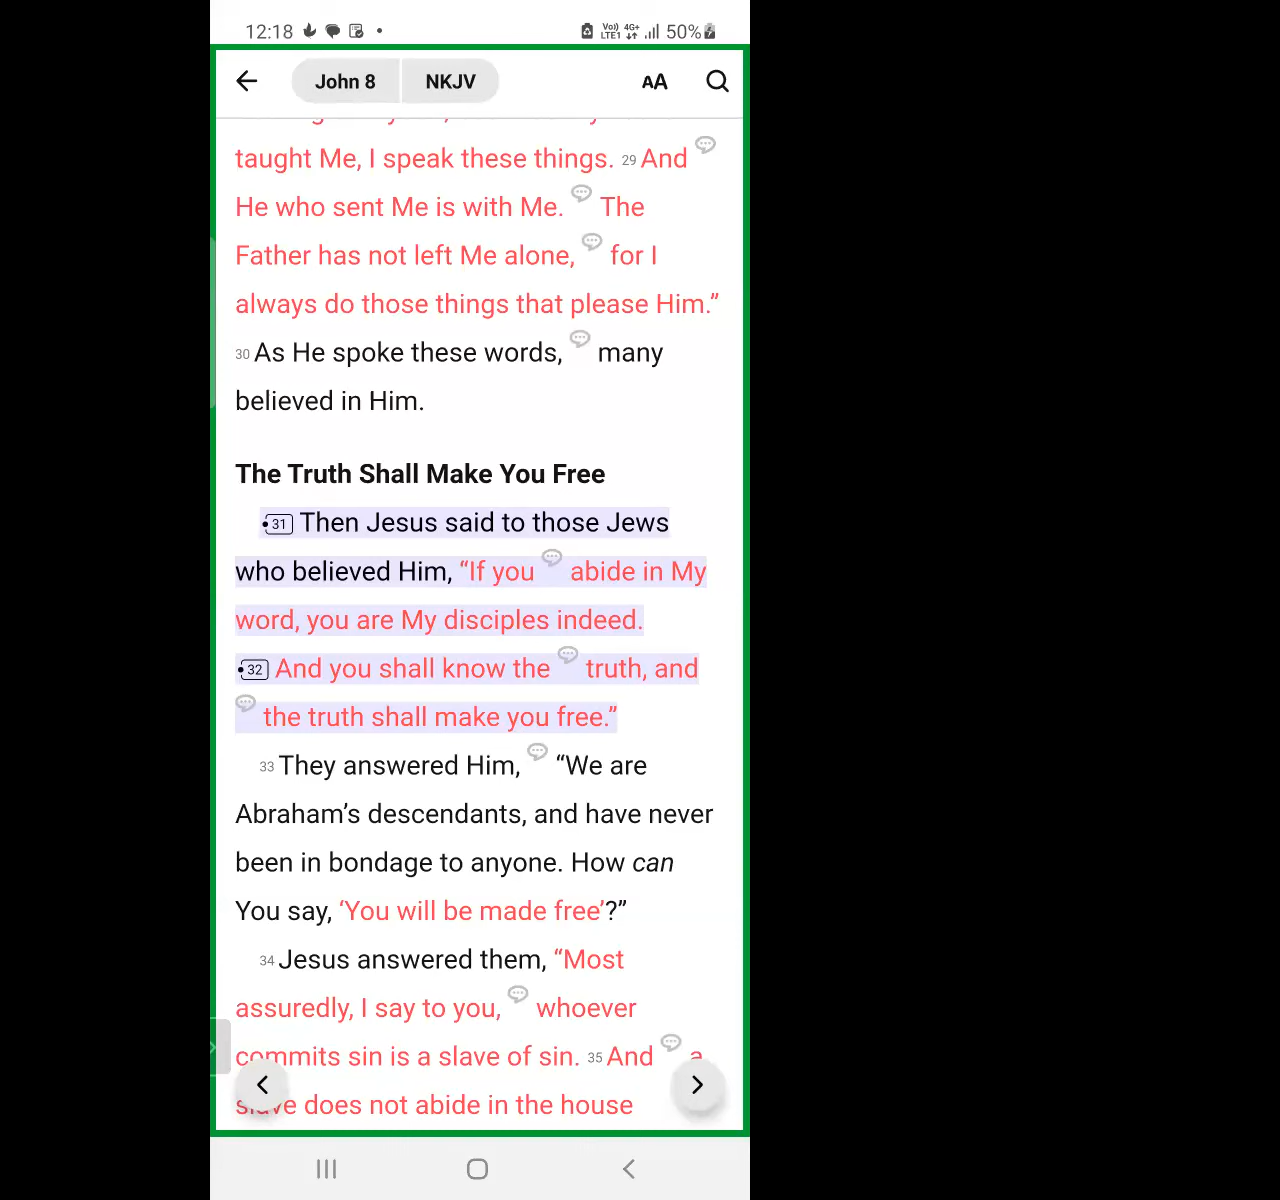 12:18 Vo)) LTE1 4G+ 50%
John 8 NKJV AA
taught Me, I speak these things. 29 And
He who sent Me is with Me. The
Father has not left Me alone, for I
always do those things that please Him.”
30 As He spoke these words, many
believed in Him.
The Truth Shall Make You Free
31 Then Jesus said to those Jews
who believed Him, “If you abide in My
word, you are My disciples indeed.
32 And you shall know the truth, and
the truth shall make you free.”
33 They answered Him, “We are
Abraham’s descendants, and have never
been in bondage to anyone. How can
You say, ‘You will be made free’?”
34 Jesus answered them, “Most
assuredly, I say to you, whoever
commits sin is a slave of sin. 35 And a
slave does not abide in the house